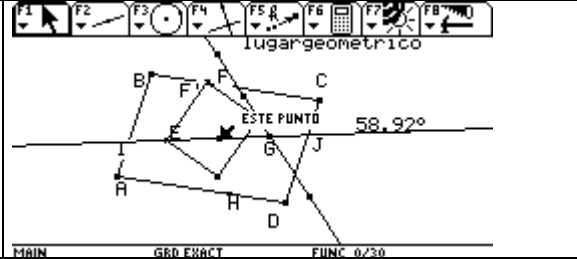 F1 F2 F3 F4 F5 F6 F7 F8
lugargeometrico
B F' F C
ESTE PUNTO
58.92°
E
I G J
A H
D
MAIN GRD EXACT FUNC 0/30